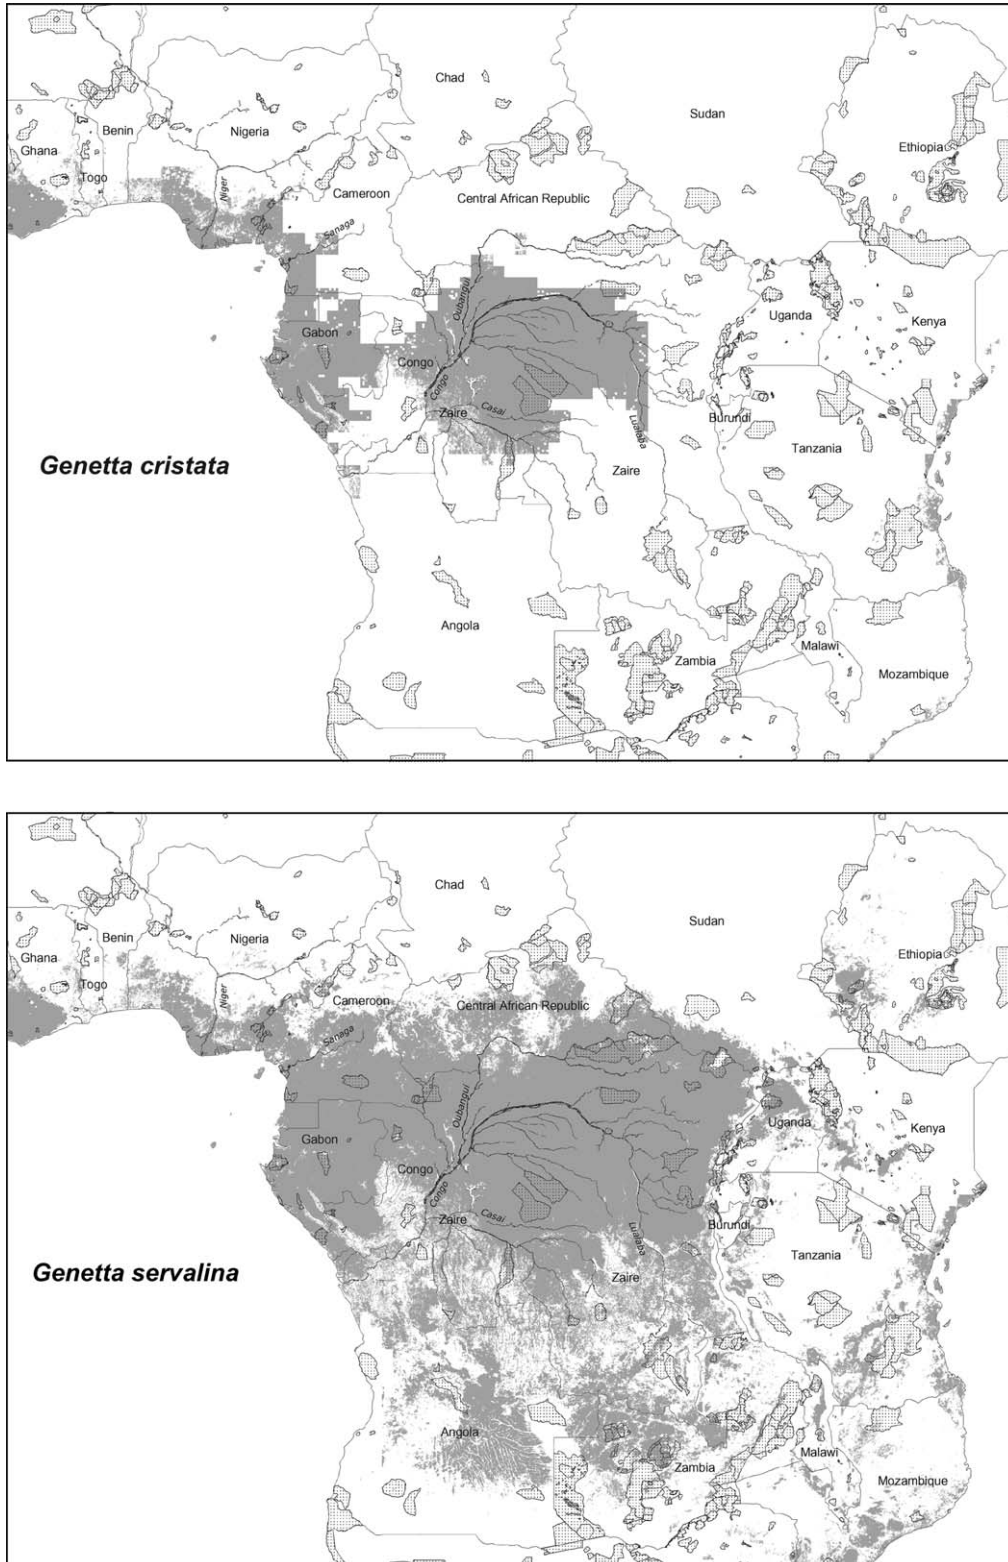 Chad
Sudan
Benin
Nigeria
Ethiopia
Ghana
Togo
Niger
Cameroon
Central African Republic
Sanaga
Oubangui
Uganda
Kenya
Gabon
Congo
Congo
Casai
Zaire
Burundi
Lualaba
Tanzania
Genetta cristata
Zaire
Angola
Zambia
Malawi
Mozambique
Chad
Sudan
Benin
Nigeria
Ethiopia
Ghana
Togo
Niger
Cameroon
Central African Republic
Sanaga
Oubangui
Uganda
Kenya
Gabon
Congo
Congo
Casai
Zaire
Burundi
Lualaba
Tanzania
Genetta servalina
Zaire
Angola
Zambia
Malawi
Mozambique